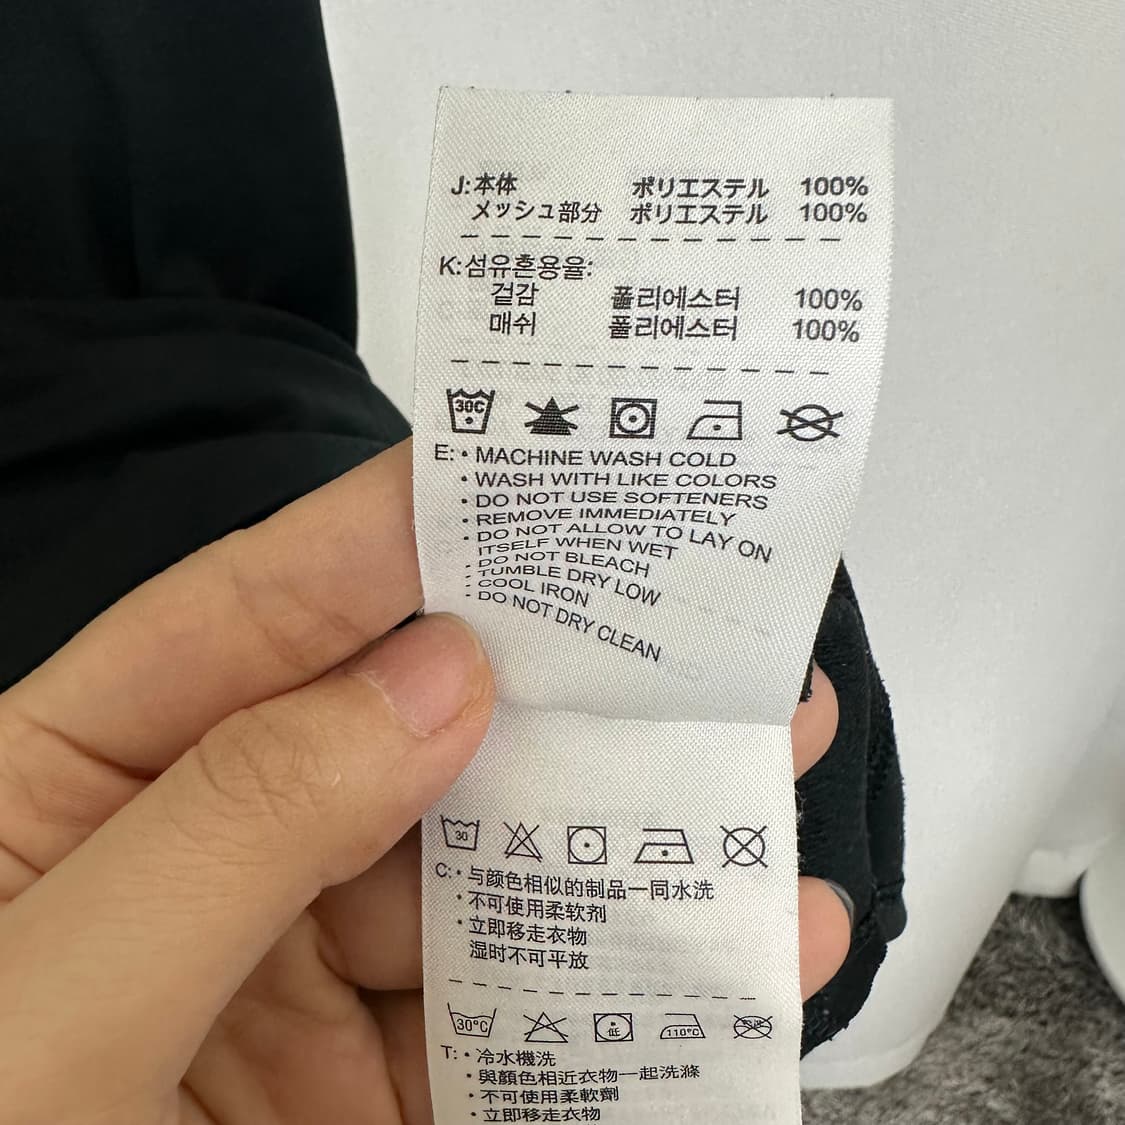 J: 本体 ポリエステル 100%
メッシュ部分 ポリエステル 100%
K: 섬유혼용율:
겉감 폴리에스터 100%
매쉬 폴리에스터 100%
30C
E: • MACHINE WASH COLD
• WASH WITH LIKE COLORS
• DO NOT USE SOFTENERS
• REMOVE IMMEDIATELY
• DO NOT ALLOW TO LAY ON
ITSELF WHEN WET
• DO NOT BLEACH
• TUMBLE DRY LOW
• COOL IRON
• DO NOT DRY CLEAN
30
C: • 与颜色相似的制品一同水洗
• 不可使用柔软剂
• 立即移走衣物
湿时不可平放
30°C 低 110°C
T: • 冷水機洗
• 與顏色相近衣物一起洗滌
• 不可使用柔軟劑
• 立即移走衣物